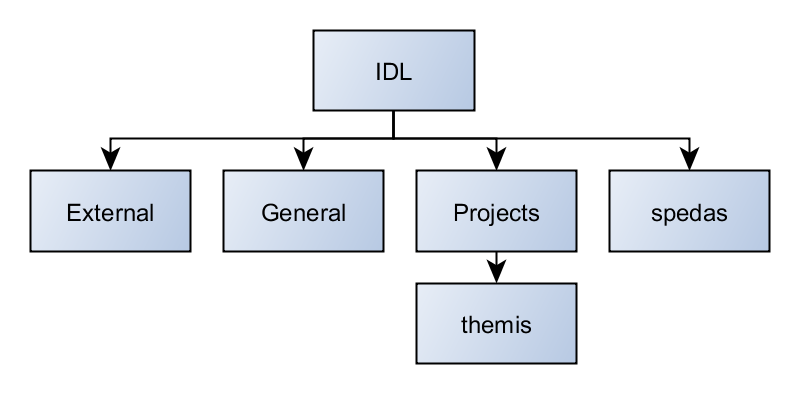 IDL
External
General
Projects
spedas
themis